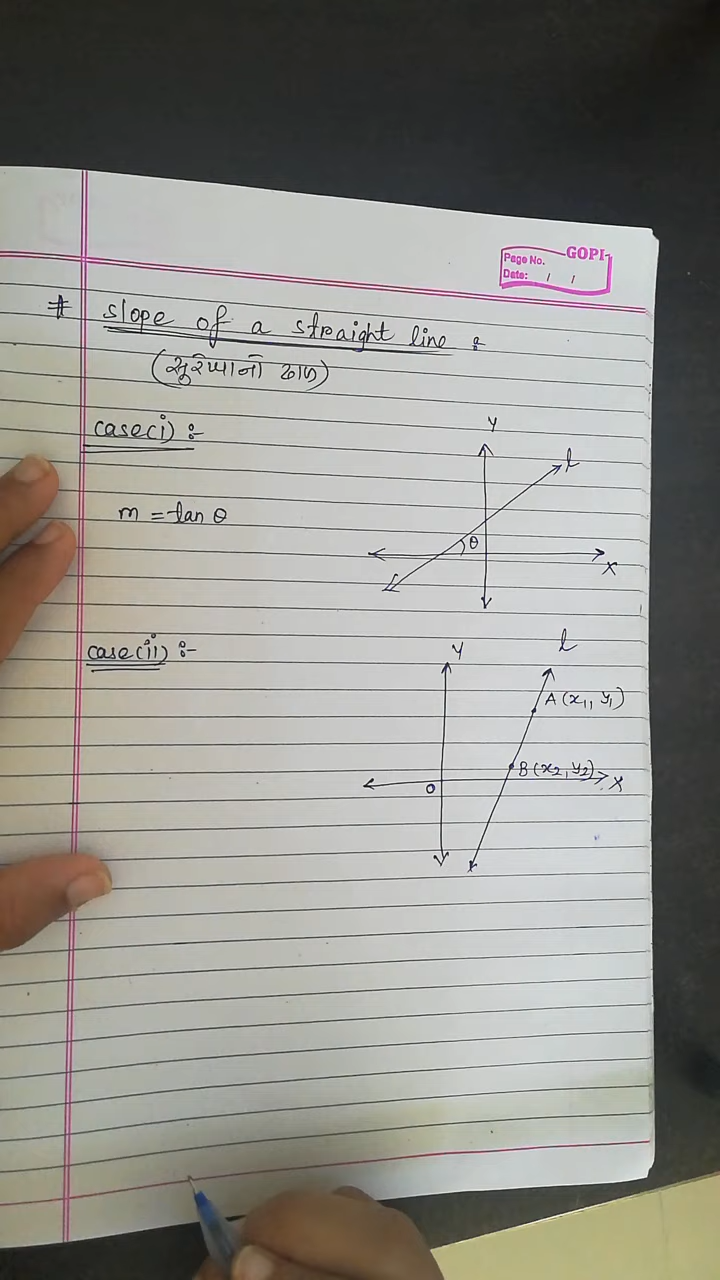 GOPI
Page No.
Date: / /
# Slope of a straight line :
(સુરેખાનો ઢાળ)
case(i) :-
y
l
m = tan θ
θ
x
case(ii) :-
y
l
A (x₁, y₁)
B (x₂, y₂)
x
O